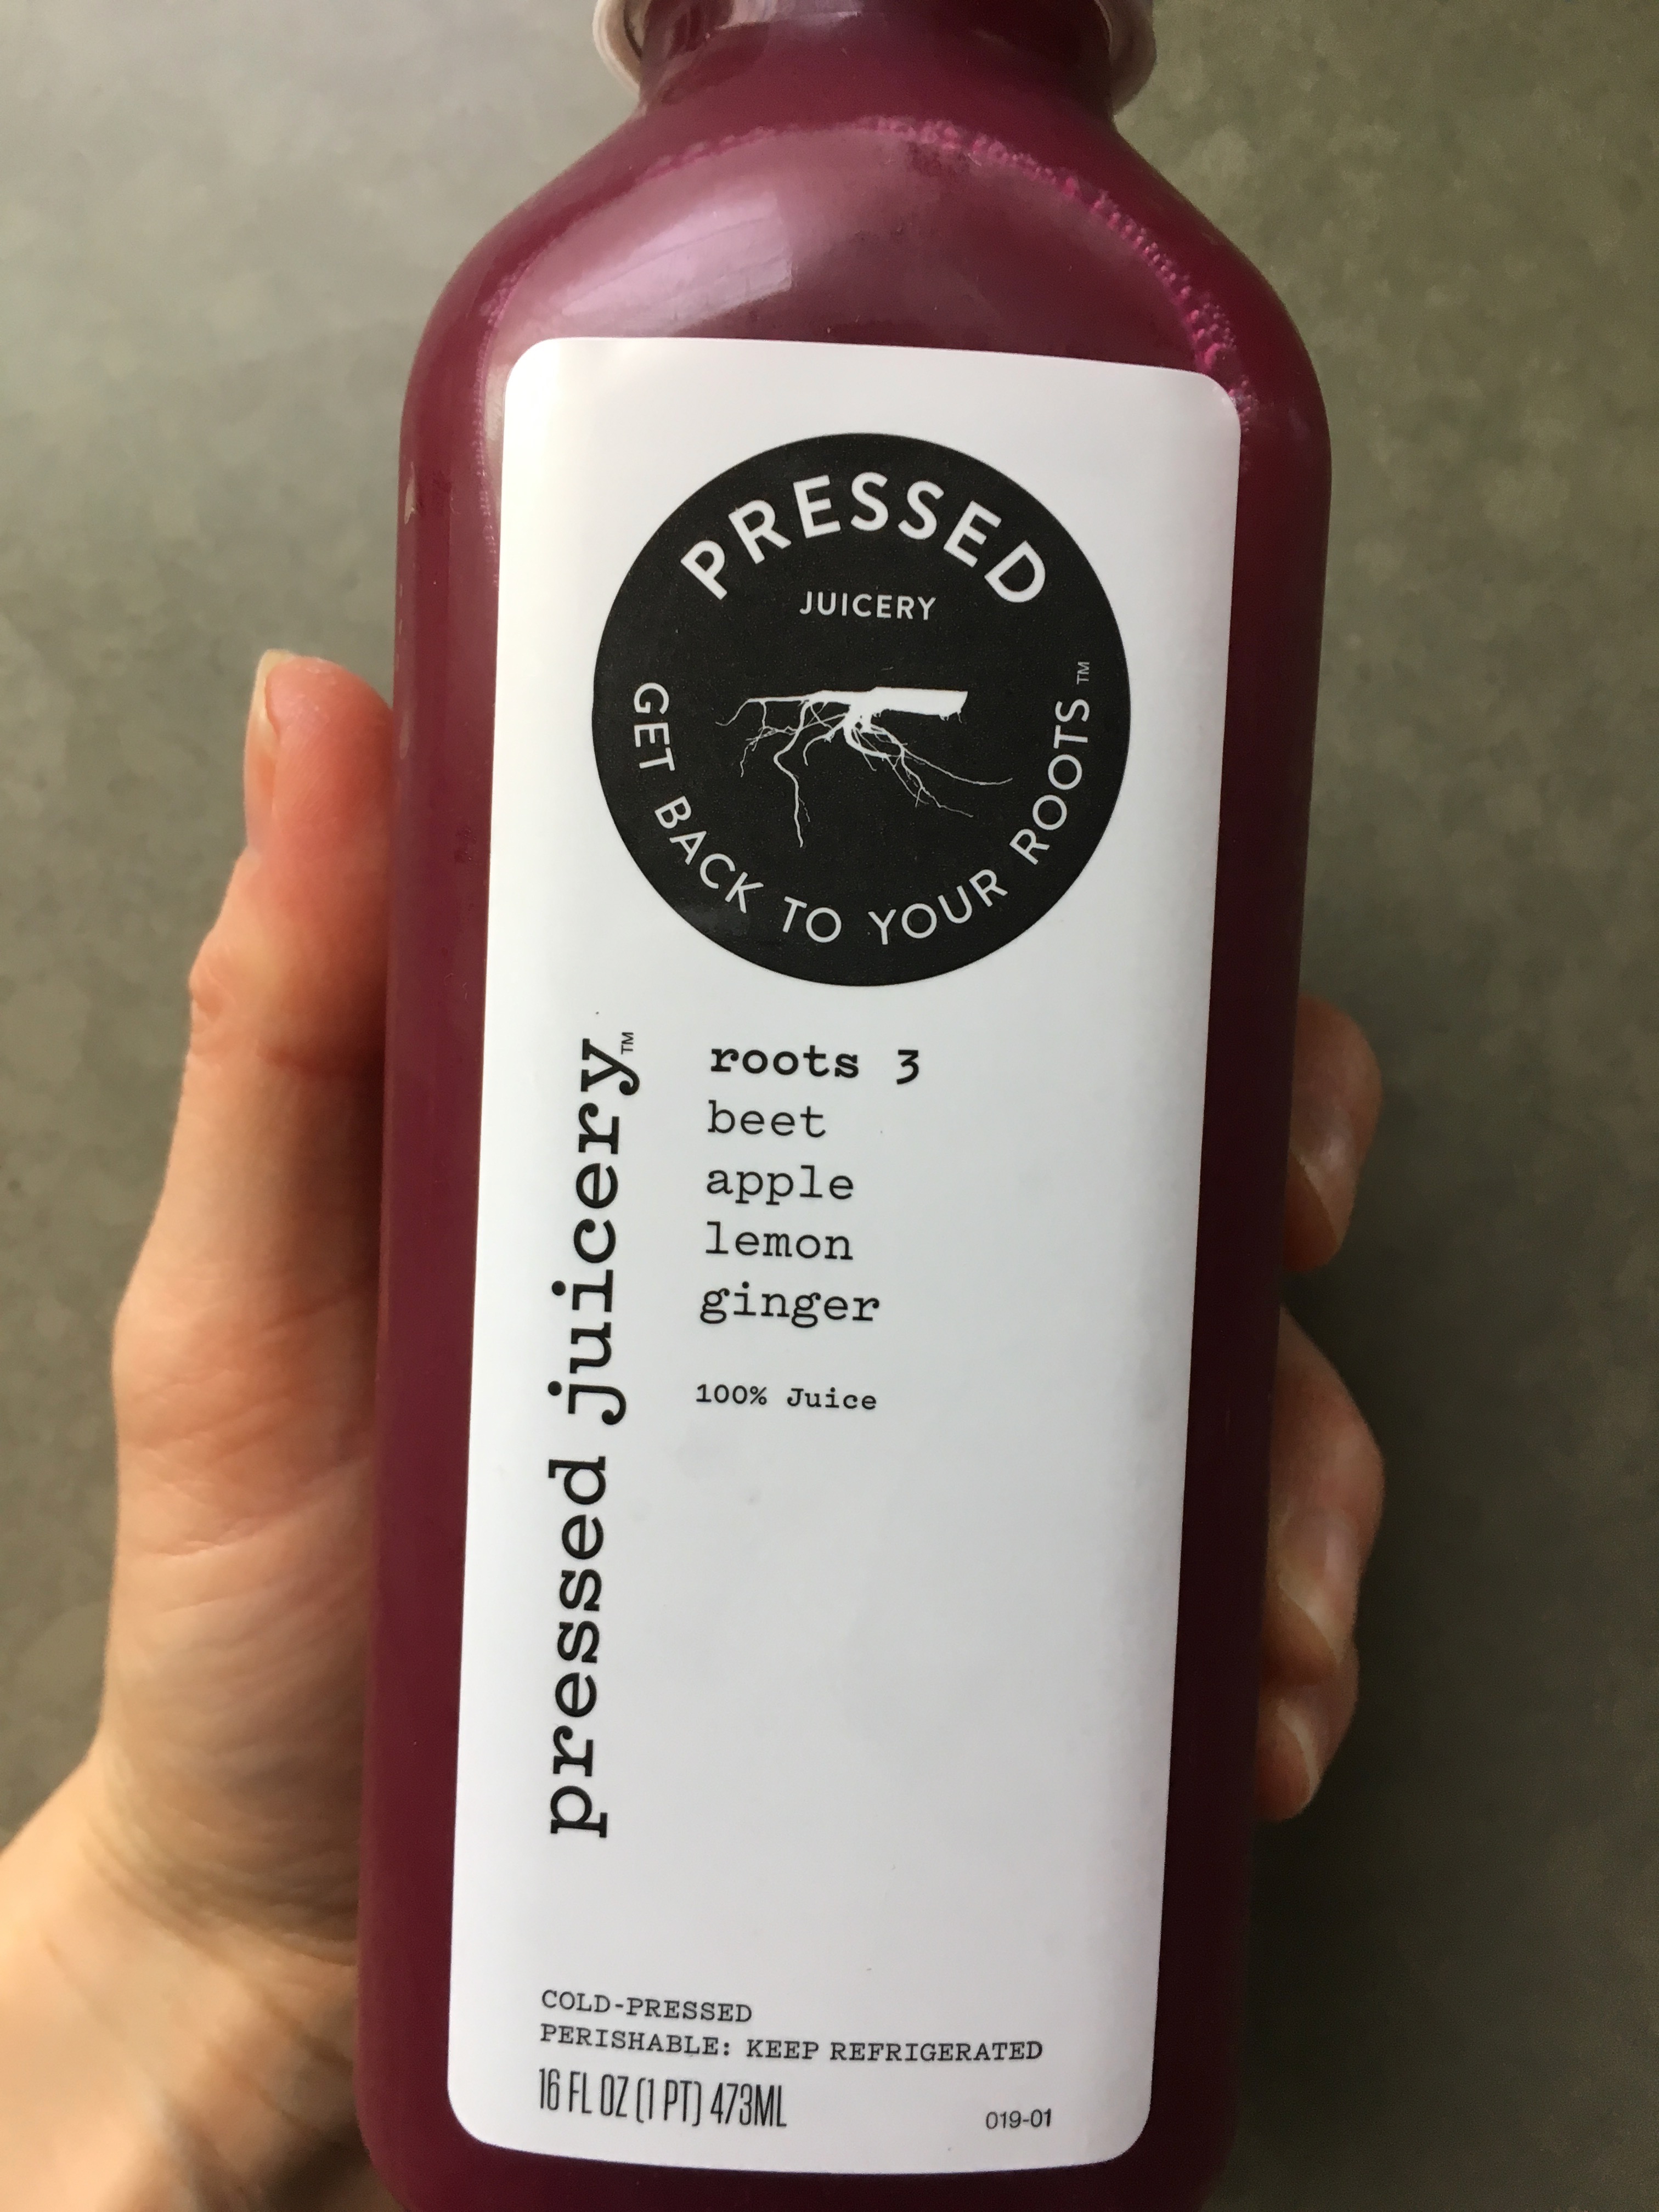 PRESSED
JUICERY
GET BACK TO YOUR ROOTS™
pressed juicery™
roots 3
beet
apple
lemon
ginger
100% Juice
COLD-PRESSED
PERISHABLE: KEEP REFRIGERATED
16 FL OZ (1 PT) 473ML
019-01